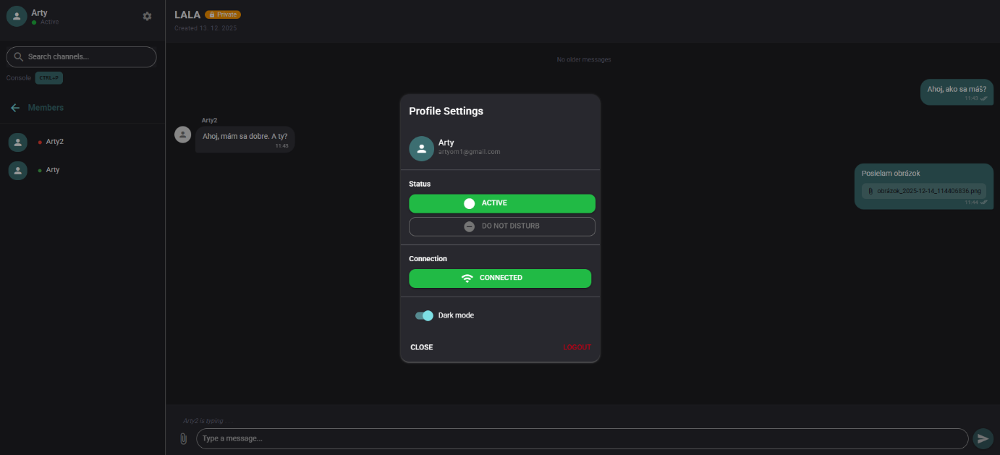 Arty
Active
Search channels...
Console CTRL+P
Members
Arty2
Arty
LALA Private
Created 13. 12. 2025
No older messages
Ahoj, ako sa máš?
11:43
Arty2
Ahoj, mám sa dobre. A ty?
11:43
Posielam obrázok
obrázok_2025-12-14_114406836.png
11:44
Profile Settings
Arty
artyom1@gmail.com
Status
ACTIVE
DO NOT DISTURB
Connection
CONNECTED
Dark mode
CLOSE LOGOUT
Arty2 is typing
Type a message...